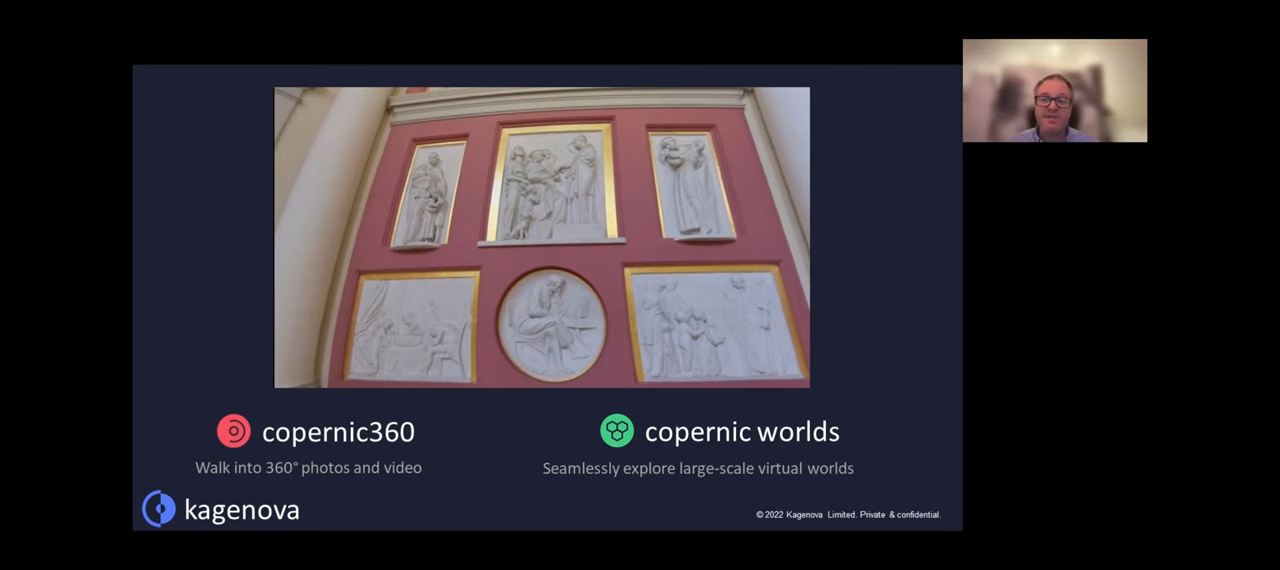 copernic360
copernic worlds
Walk into 360° photos and video
Seamlessly explore large-scale virtual worlds
kagenova
© 2022 Kagenova Limited. Private & confidential.